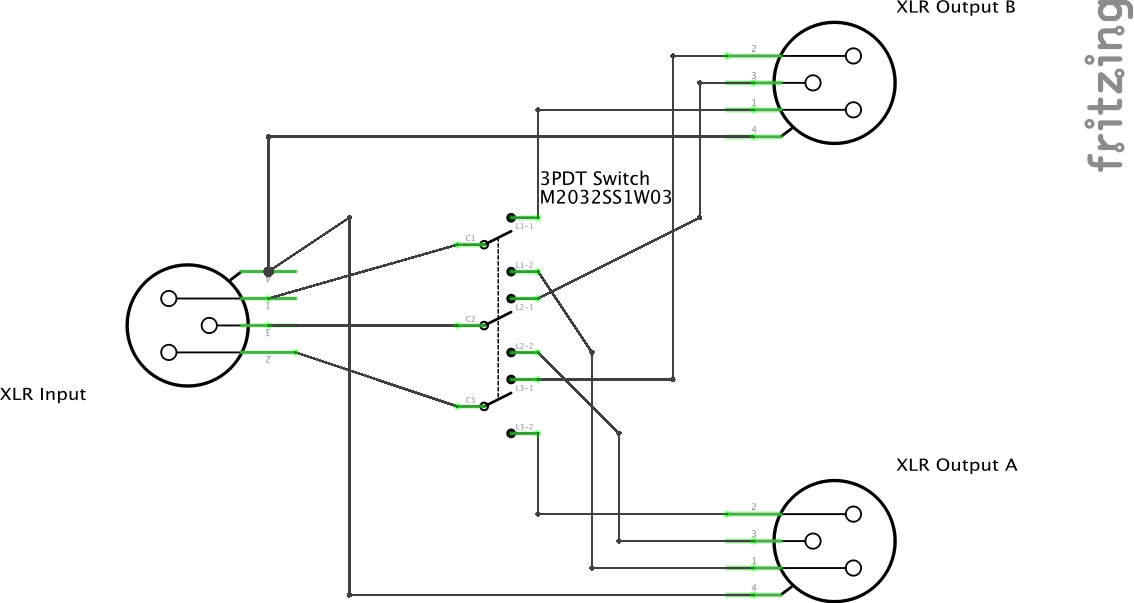 XLR Output B
fritzing
2
3
1
4
3PDT Switch
M2032SS1W03
L1-1
C1
L1-2
4
1
L2-1
C2
3
L2-2
2
L3-1
XLR Input
C3
L3-2
XLR Output A
2
3
1
4